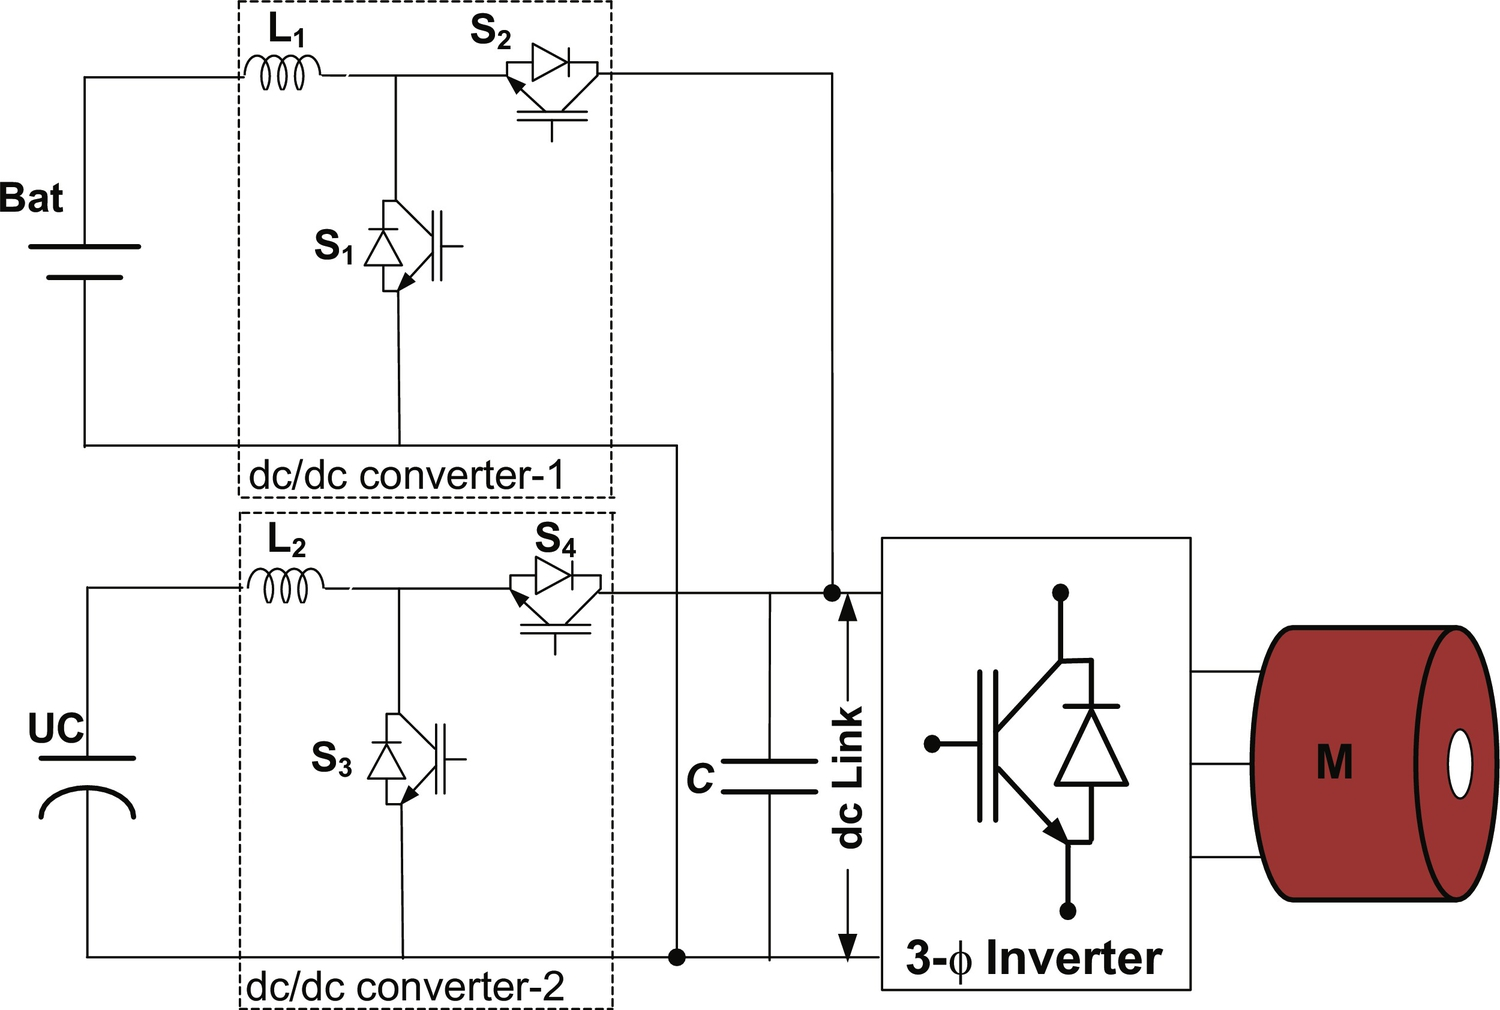 L₁
S₂
Bat
S₁
dc/dc converter-1
L₂
S₄
UC
S₃
C
dc Link
M
3-ϕ Inverter
dc/dc converter-2